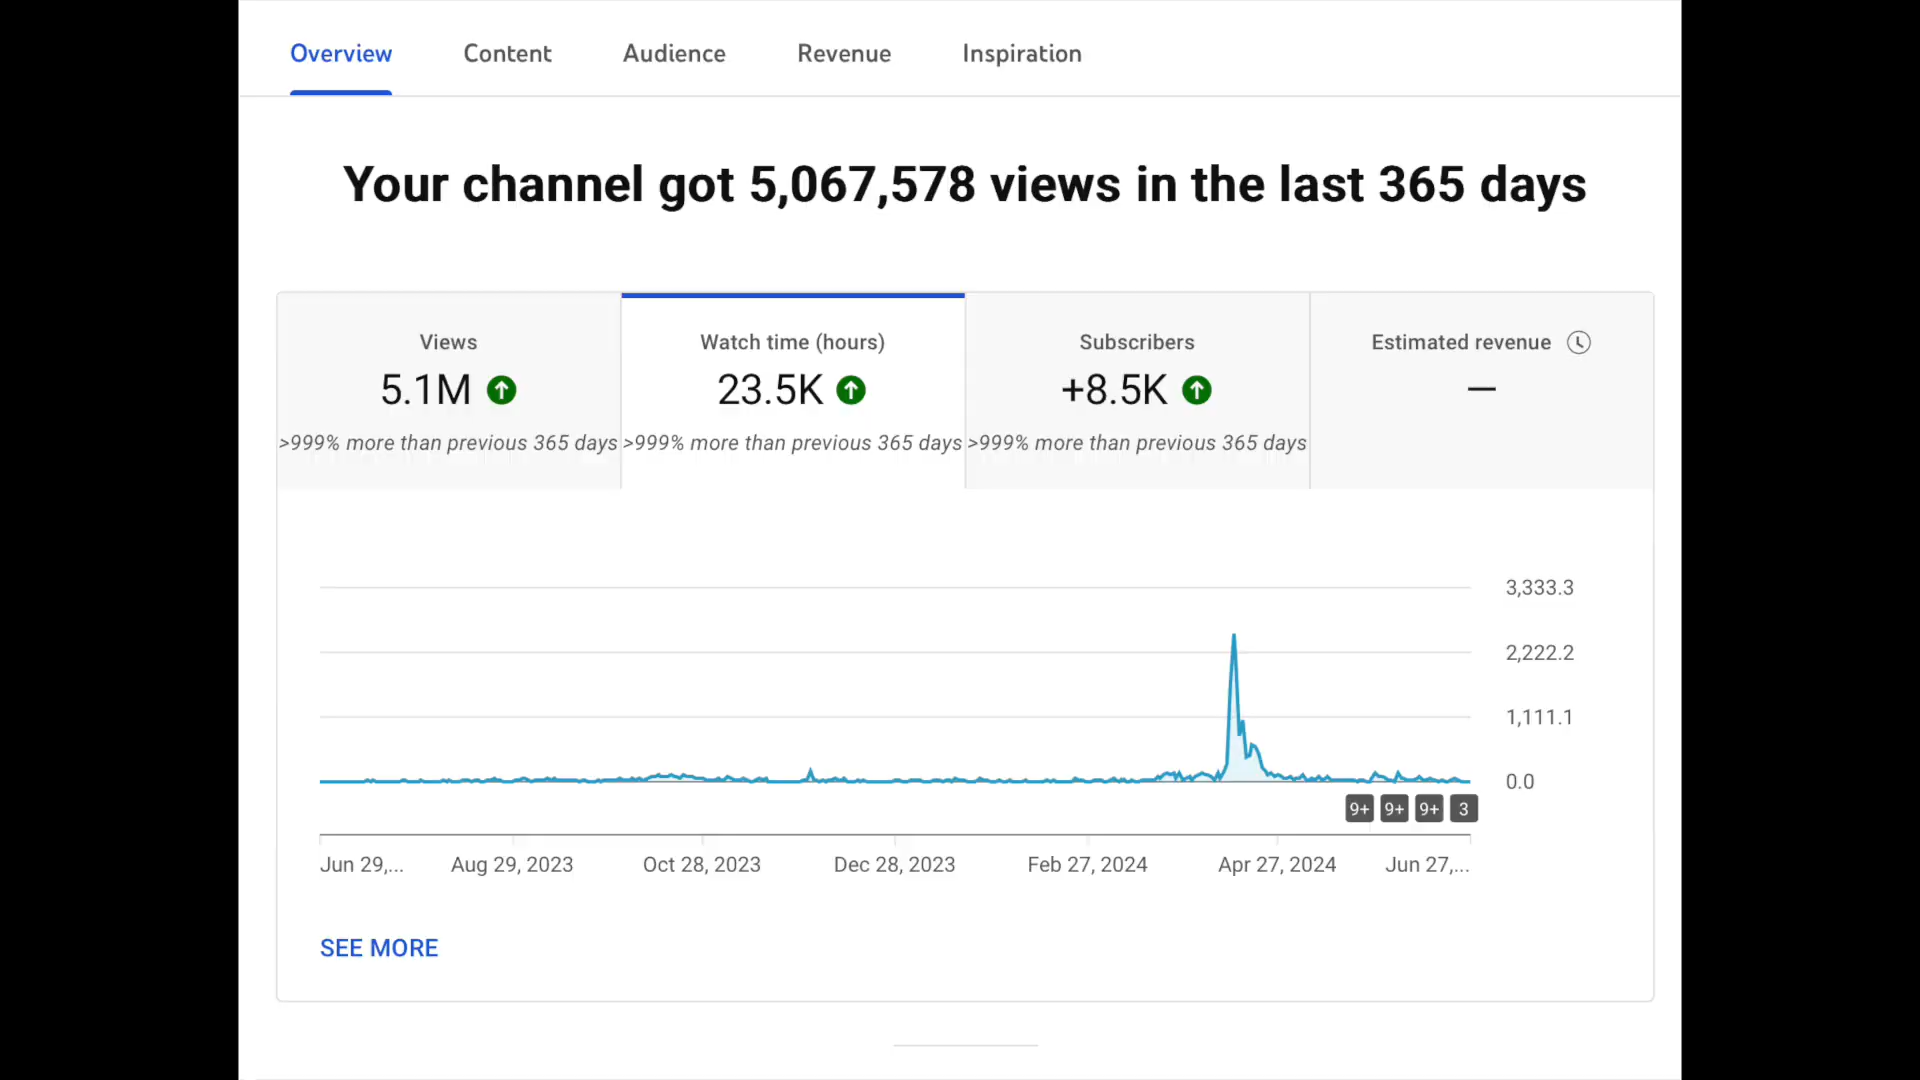 Overview Content Audience Revenue Inspiration
Your channel got 5,067,578 views in the last 365 days
Views Watch time (hours) Subscribers Estimated revenue
5.1M 23.5K +8.5K —
>999% more than previous 365 days >999% more than previous 365 days >999% more than previous 365 days
3,333.3
2,222.2
1,111.1
0.0
9+ 9+ 9+ 3
Jun 29,... Aug 29, 2023 Oct 28, 2023 Dec 28, 2023 Feb 27, 2024 Apr 27, 2024 Jun 27,...
SEE MORE